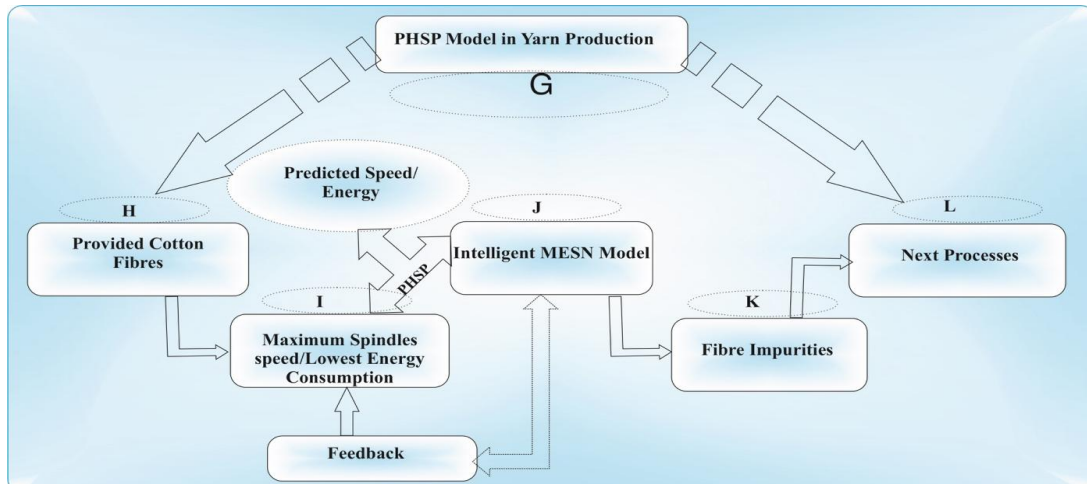 PHSP Model in Yarn Production
G
Predicted Speed/
Energy
H
Provided Cotton
Fibres
J
Intelligent MESN Model
L
Next Processes
PHSP
I
Maximum Spindles
speed/Lowest Energy
Consumption
K
Fibre Impurities
Feedback